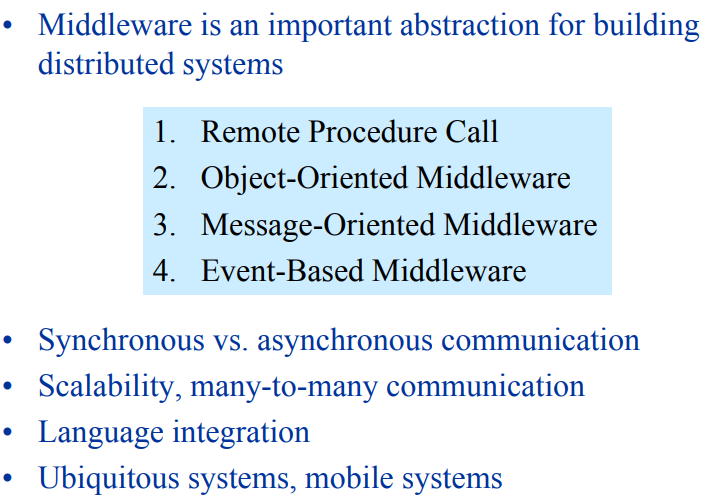 • Middleware is an important abstraction for building
distributed systems
1. Remote Procedure Call
2. Object-Oriented Middleware
3. Message-Oriented Middleware
4. Event-Based Middleware
• Synchronous vs. asynchronous communication
• Scalability, many-to-many communication
• Language integration
• Ubiquitous systems, mobile systems